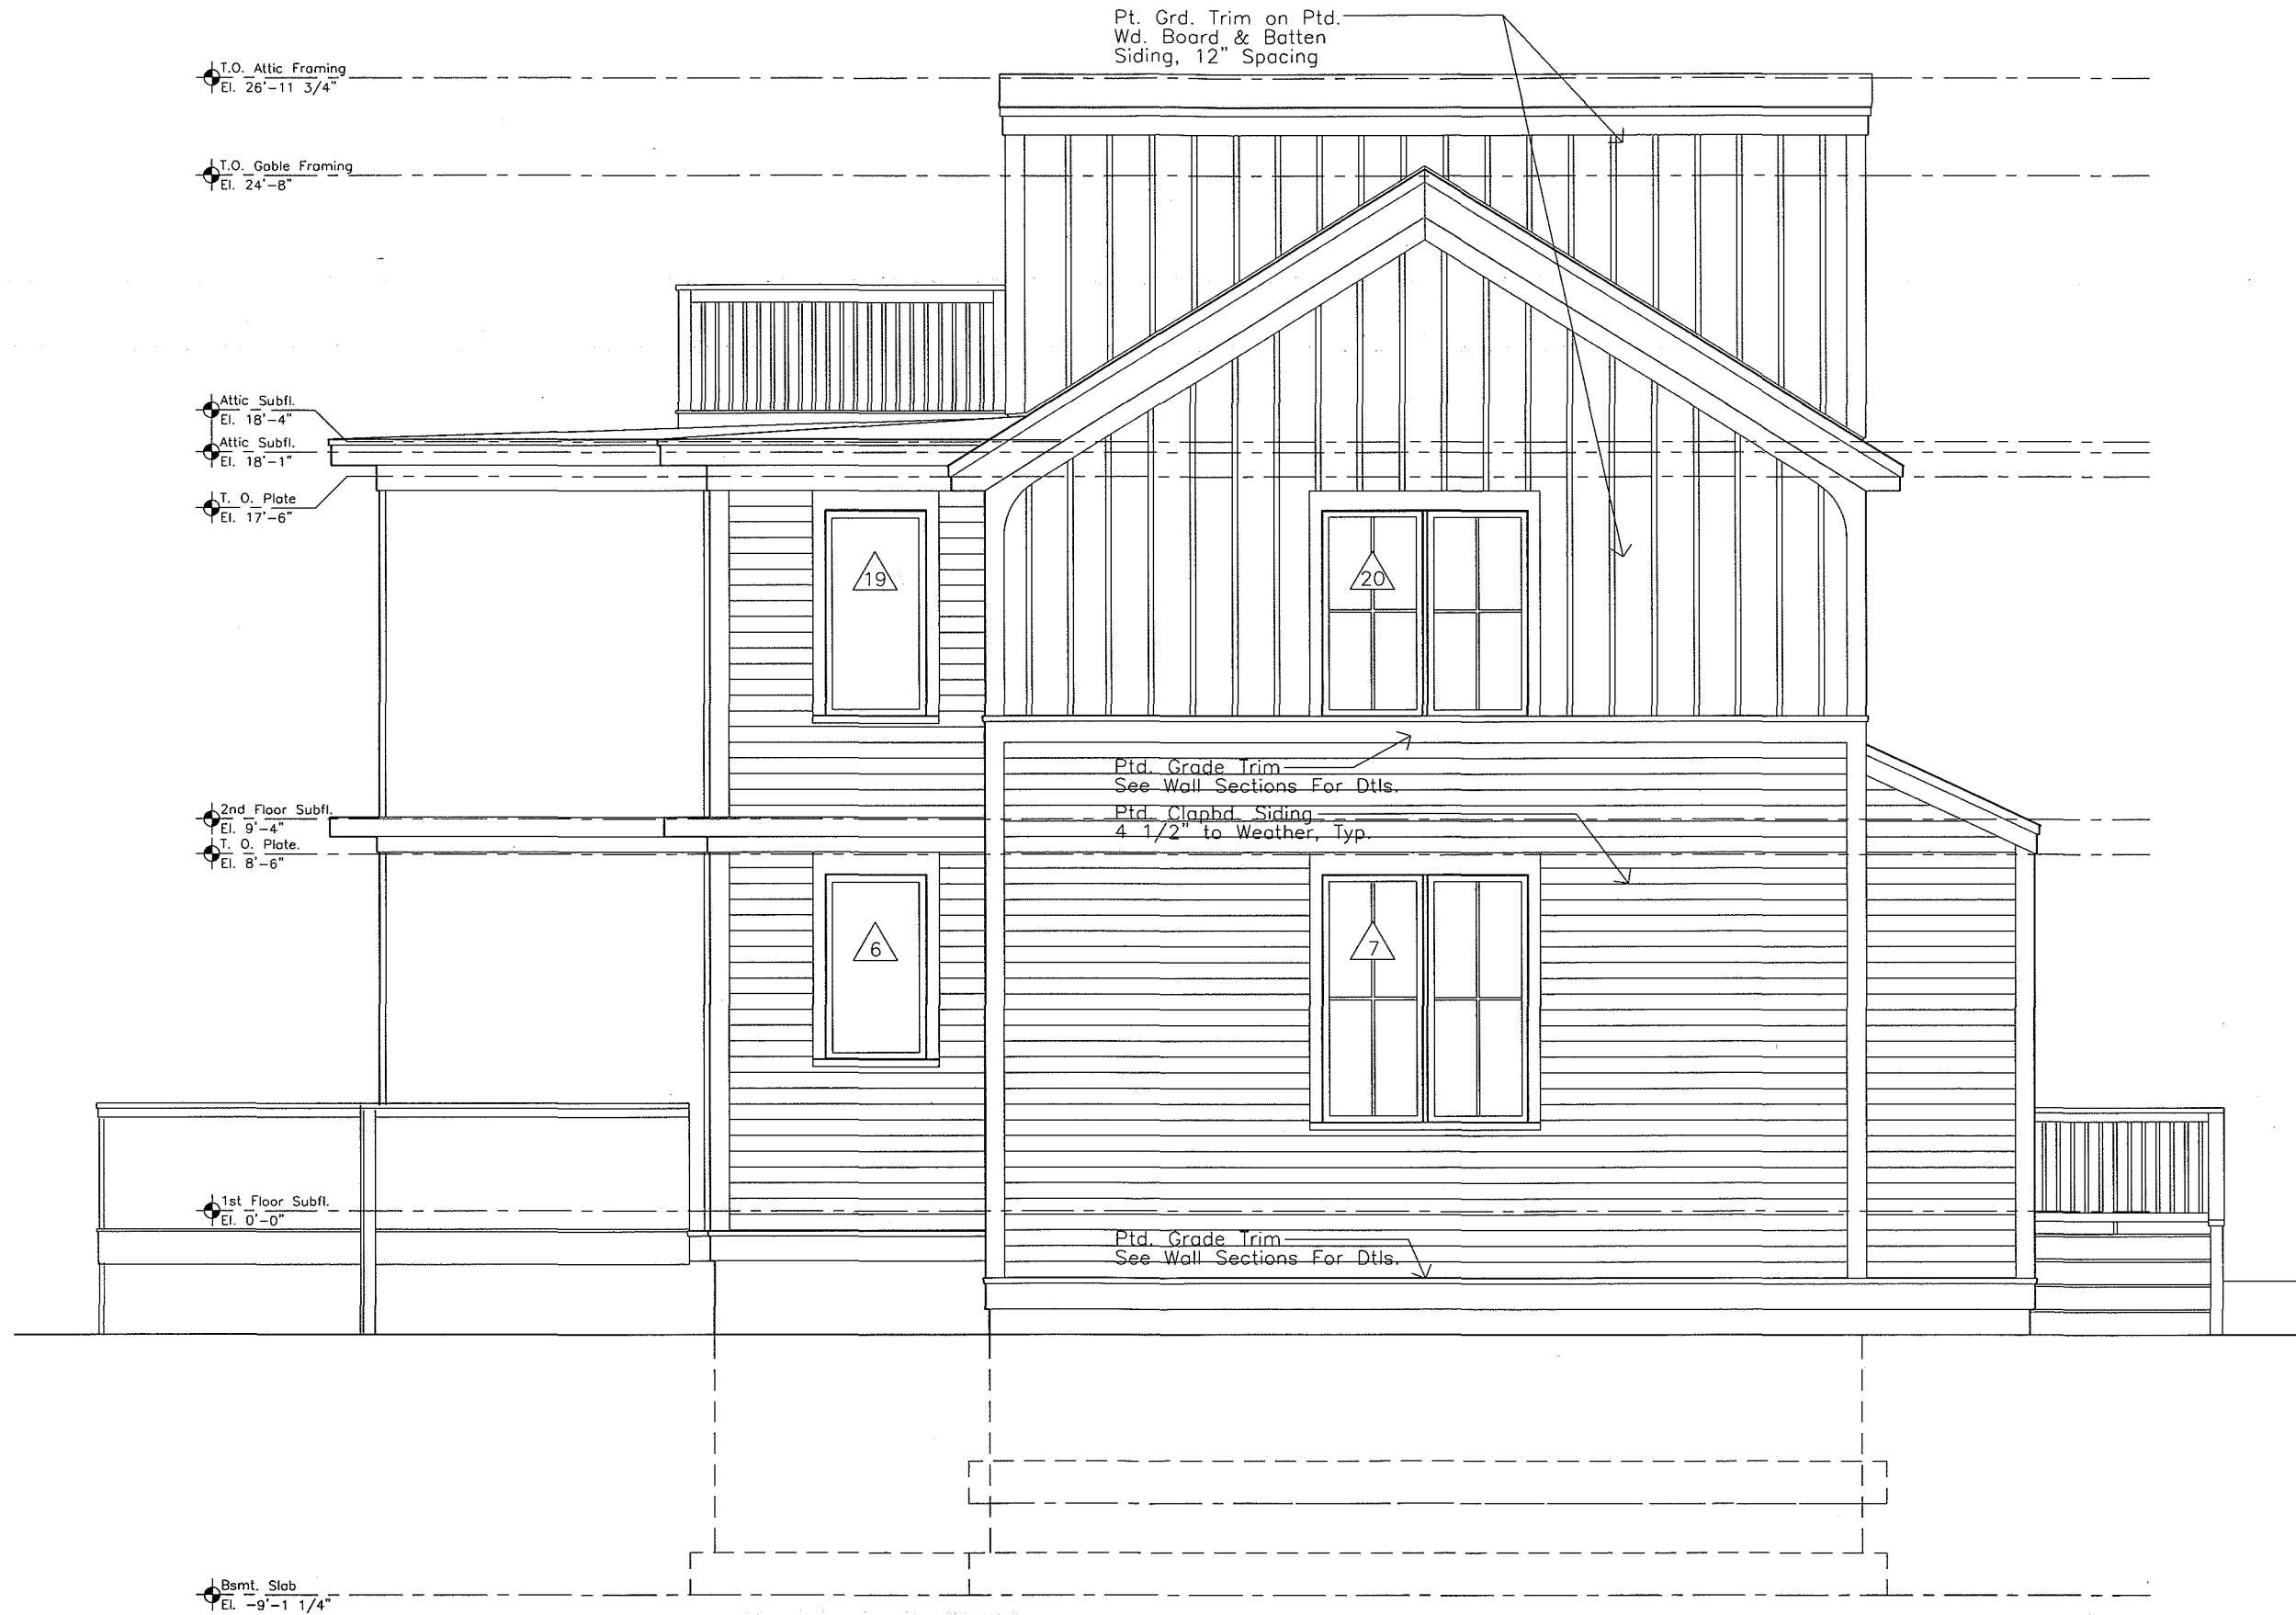 Pt. Grd. Trim on Ptd.
Wd. Board & Batten
Siding, 12" Spacing
T.O. Attic Framing
El. 26'-11 3/4"
T.O. Gable Framing
El. 24'-8"
Attic Subfl.
El. 18'-4"
Attic Subfl.
El. 18'-1"
T. O. Plate
El. 17'-6"
19
20
Ptd. Grade Trim
See Wall Sections For Dtls.
Ptd. Clapbd. Siding
4 1/2" to Weather, Typ.
2nd Floor Subfl.
El. 9'-4"
T. O. Plate.
El. 8'-6"
6
7
1st Floor Subfl.
El. 0'-0"
Ptd. Grade Trim
See Wall Sections For Dtls.
Bsmt. Slab
El. -9'-1 1/4"